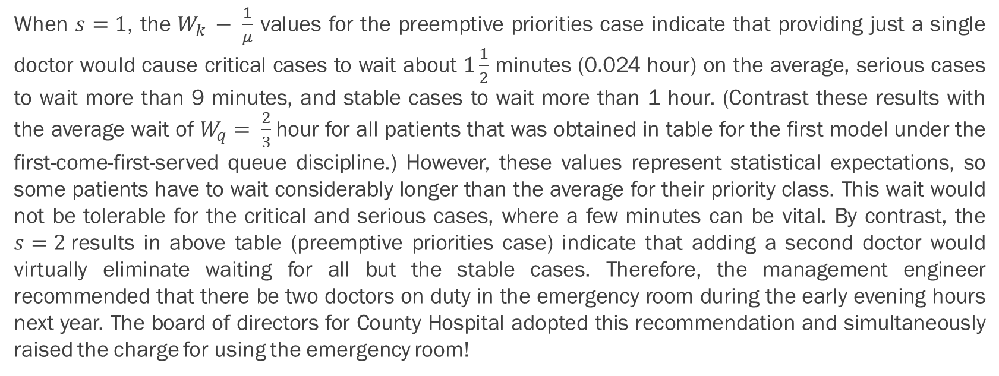 When s = 1, the W_k − 1/μ values for the preemptive priorities case indicate that providing just a single
doctor would cause critical cases to wait about 1 1/2 minutes (0.024 hour) on the average, serious cases
to wait more than 9 minutes, and stable cases to wait more than 1 hour. (Contrast these results with
the average wait of W_q = 2/3 hour for all patients that was obtained in table for the first model under the
first-come-first-served queue discipline.) However, these values represent statistical expectations, so
some patients have to wait considerably longer than the average for their priority class. This wait would
not be tolerable for the critical and serious cases, where a few minutes can be vital. By contrast, the
s = 2 results in above table (preemptive priorities case) indicate that adding a second doctor would
virtually eliminate waiting for all but the stable cases. Therefore, the management engineer
recommended that there be two doctors on duty in the emergency room during the early evening hours
next year. The board of directors for County Hospital adopted this recommendation and simultaneously
raised the charge for using the emergency room!